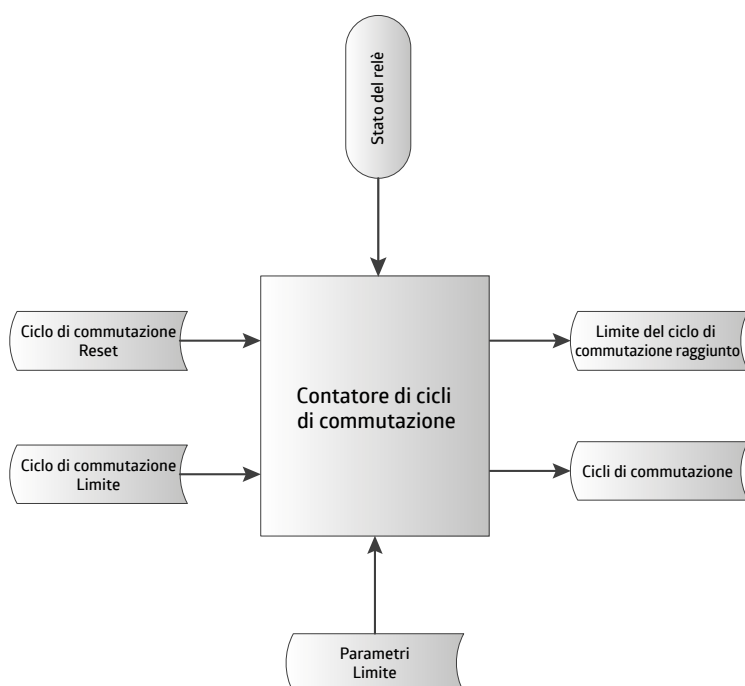 Stato del relè
Ciclo di commutazione
Reset
Limite del ciclo di
commutazione raggiunto
Contatore di cicli
di commutazione
Ciclo di commutazione
Limite
Cicli di commutazione
Parametri
Limite